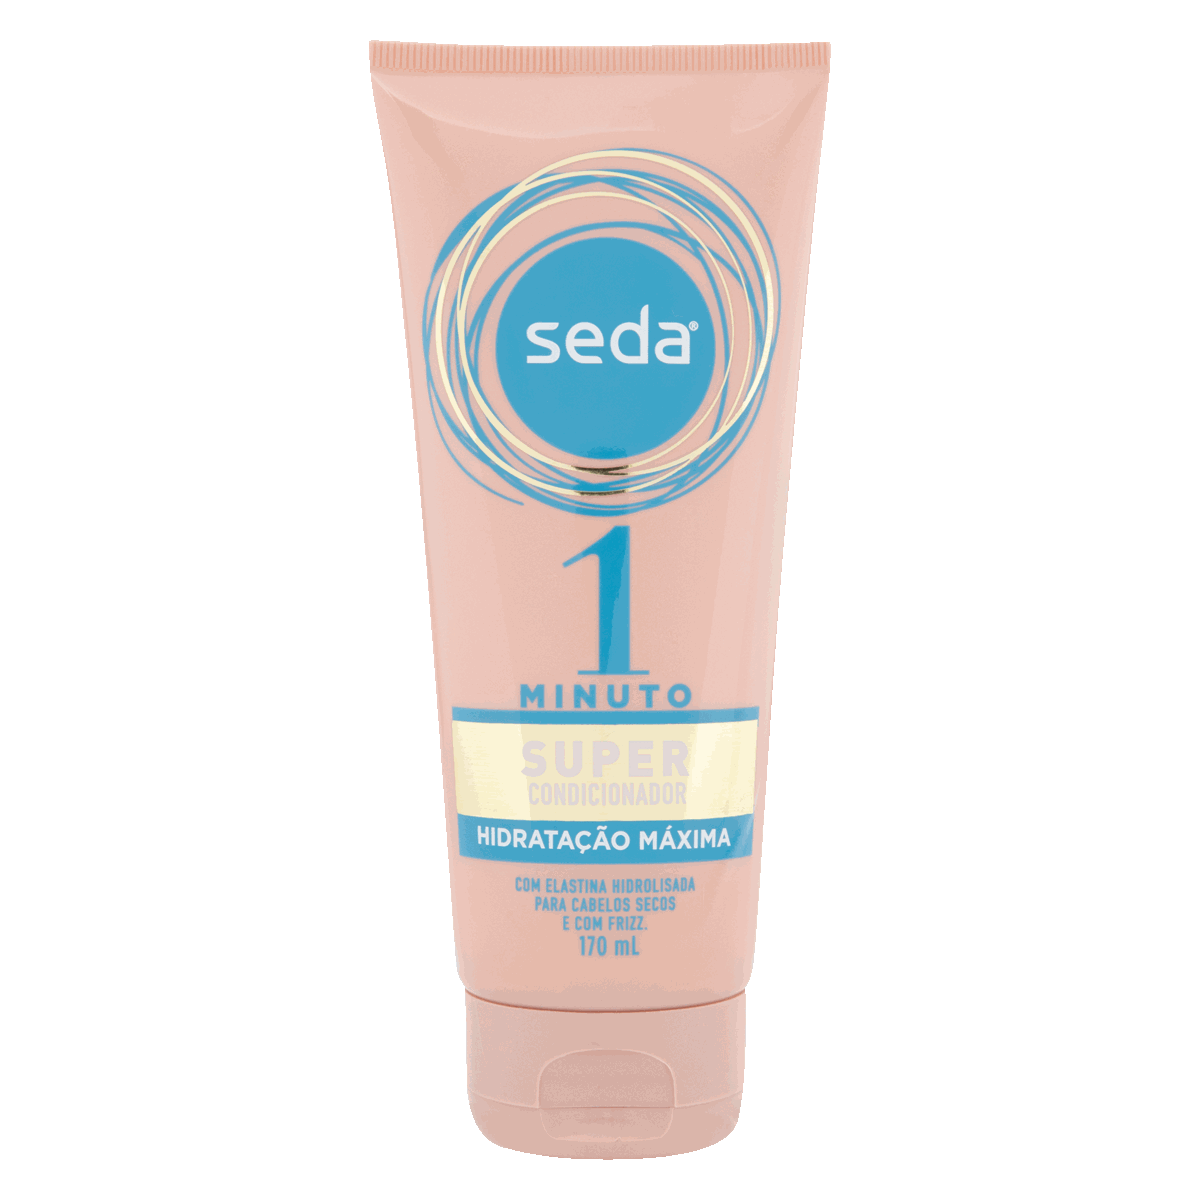 seda®
1
MINUTO
SUPER
CONDICIONADOR
HIDRATAÇÃO MÁXIMA
COM ELASTINA HIDROLISADA
PARA CABELOS SECOS
E COM FRIZZ.
170 mL